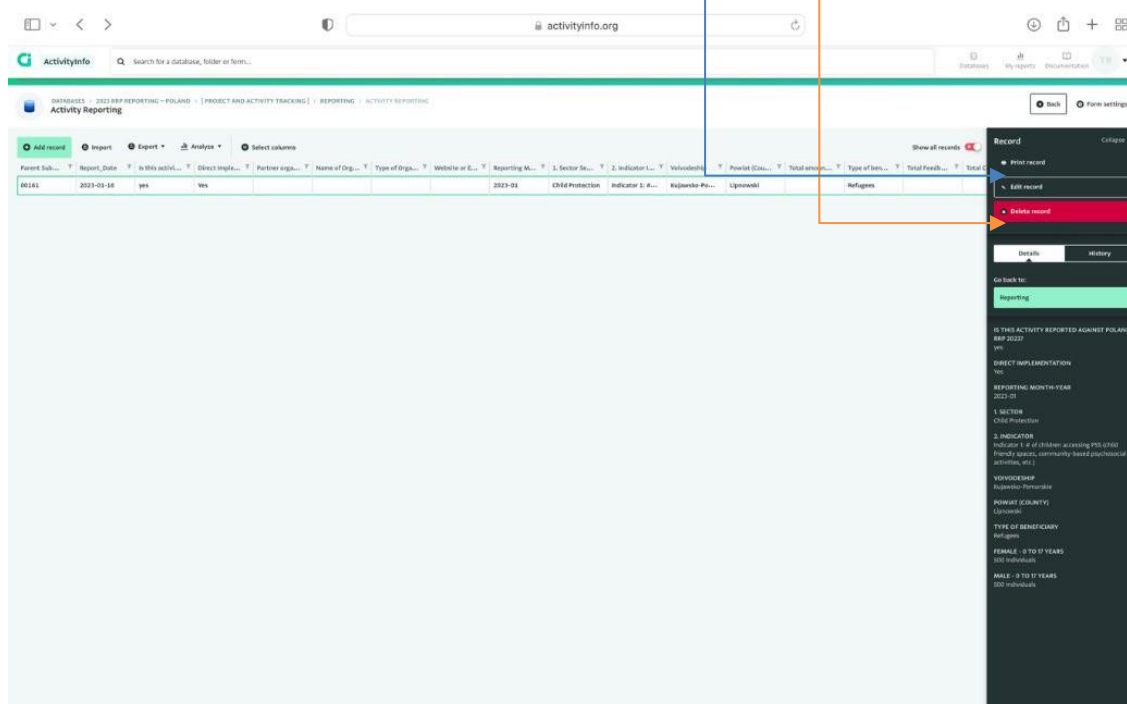 activityinfo.org
ActivityInfo
Search for a database, folder or form...
Databases
My reports
Documentation
DATABASES
2023 RRP REPORTING – POLAND
[ PROJECT AND ACTIVITY TRACKING ]
REPORTING
ACTIVITY REPORTING
Activity Reporting
Back
Form settings
Add record
Import
Export
Analyze
Select columns
Show all records
Parent Sub... Report_Date Is this activi... Direct Imple... Partner orga... Name of Org... Type of Orga... Website or E... Reporting M... 1. Sector Se... 2. Indicator L... Voivodeship Powiat (Cou... Total amoun... Type of ben... Total Feedb... Total C
2023-01 Child Protection Indicator 1: #... Kujawsko-Po... Lipnowski Refugees
Record
Collapse
Print record
Edit record
Delete record
Details
History
Go back to:
Reporting
IS THIS ACTIVITY REPORTED AGAINST POLAND
RRP 2023?
yes
DIRECT IMPLEMENTATION
Yes
REPORTING MONTH-YEAR
2023-01
1. SECTOR
Child Protection
2. INDICATOR
Indicator 1: # of children accessing PSS (child
friendly spaces, community-based psychosocial
activities, etc.)
VOIVODESHIP
Kujawsko-Pomorskie
POWIAT (COUNTY)
Lipnowski
TYPE OF BENEFICIARY
Refugees
FEMALE - 0 TO 17 YEARS
500 individuals
MALE - 0 TO 17 YEARS
500 individuals